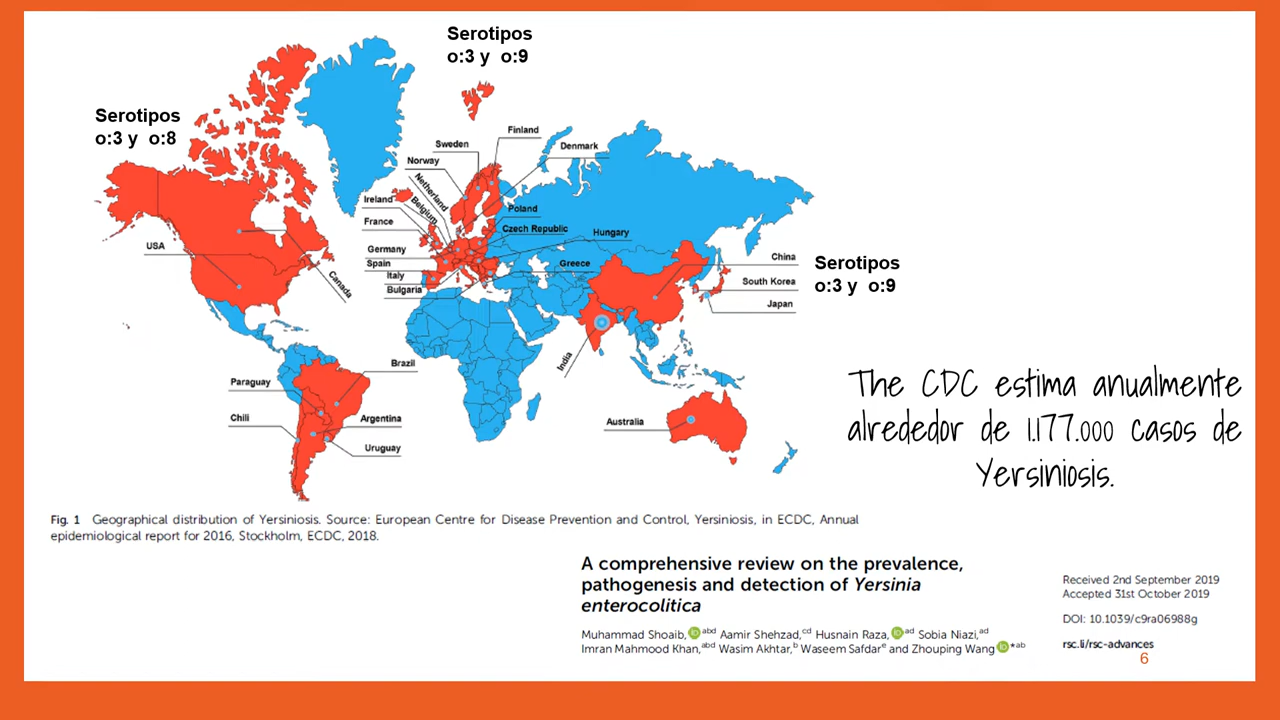 Serotipos
o:3 y o:9
Serotipos
o:3 y o:8
Finland
Sweden
Denmark
Norway
Netherland
Ireland
Belgium
Poland
France
Czech Republic
Hungary
USA
Germany
China
Spain
Greece
Serotipos
o:3 y o:9
Italy
South Korea
Canada
Bulgaria
Japan
India
Brazil
Paraguay
Chili
Argentina
Australia
Uruguay
The CDC estima anualmente
alrededor de 1.177.000 casos de
Yersiniosis.
Fig. 1 Geographical distribution of Yersiniosis. Source: European Centre for Disease Prevention and Control, Yersiniosis, in ECDC, Annual
epidemiological report for 2016, Stockholm, ECDC, 2018.
A comprehensive review on the prevalence,
pathogenesis and detection of Yersinia
enterocolitica
Muhammad Shoaib, iD abd Aamir Shehzad, cd Husnain Raza, iD ad Sobia Niazi, ad
Imran Mahmood Khan, abd Wasim Akhtar, b Waseem Safdar e and Zhouping Wang iD *ab
Received 2nd September 2019
Accepted 31st October 2019
DOI: 10.1039/c9ra06988g
rsc.li/rsc-advances
6